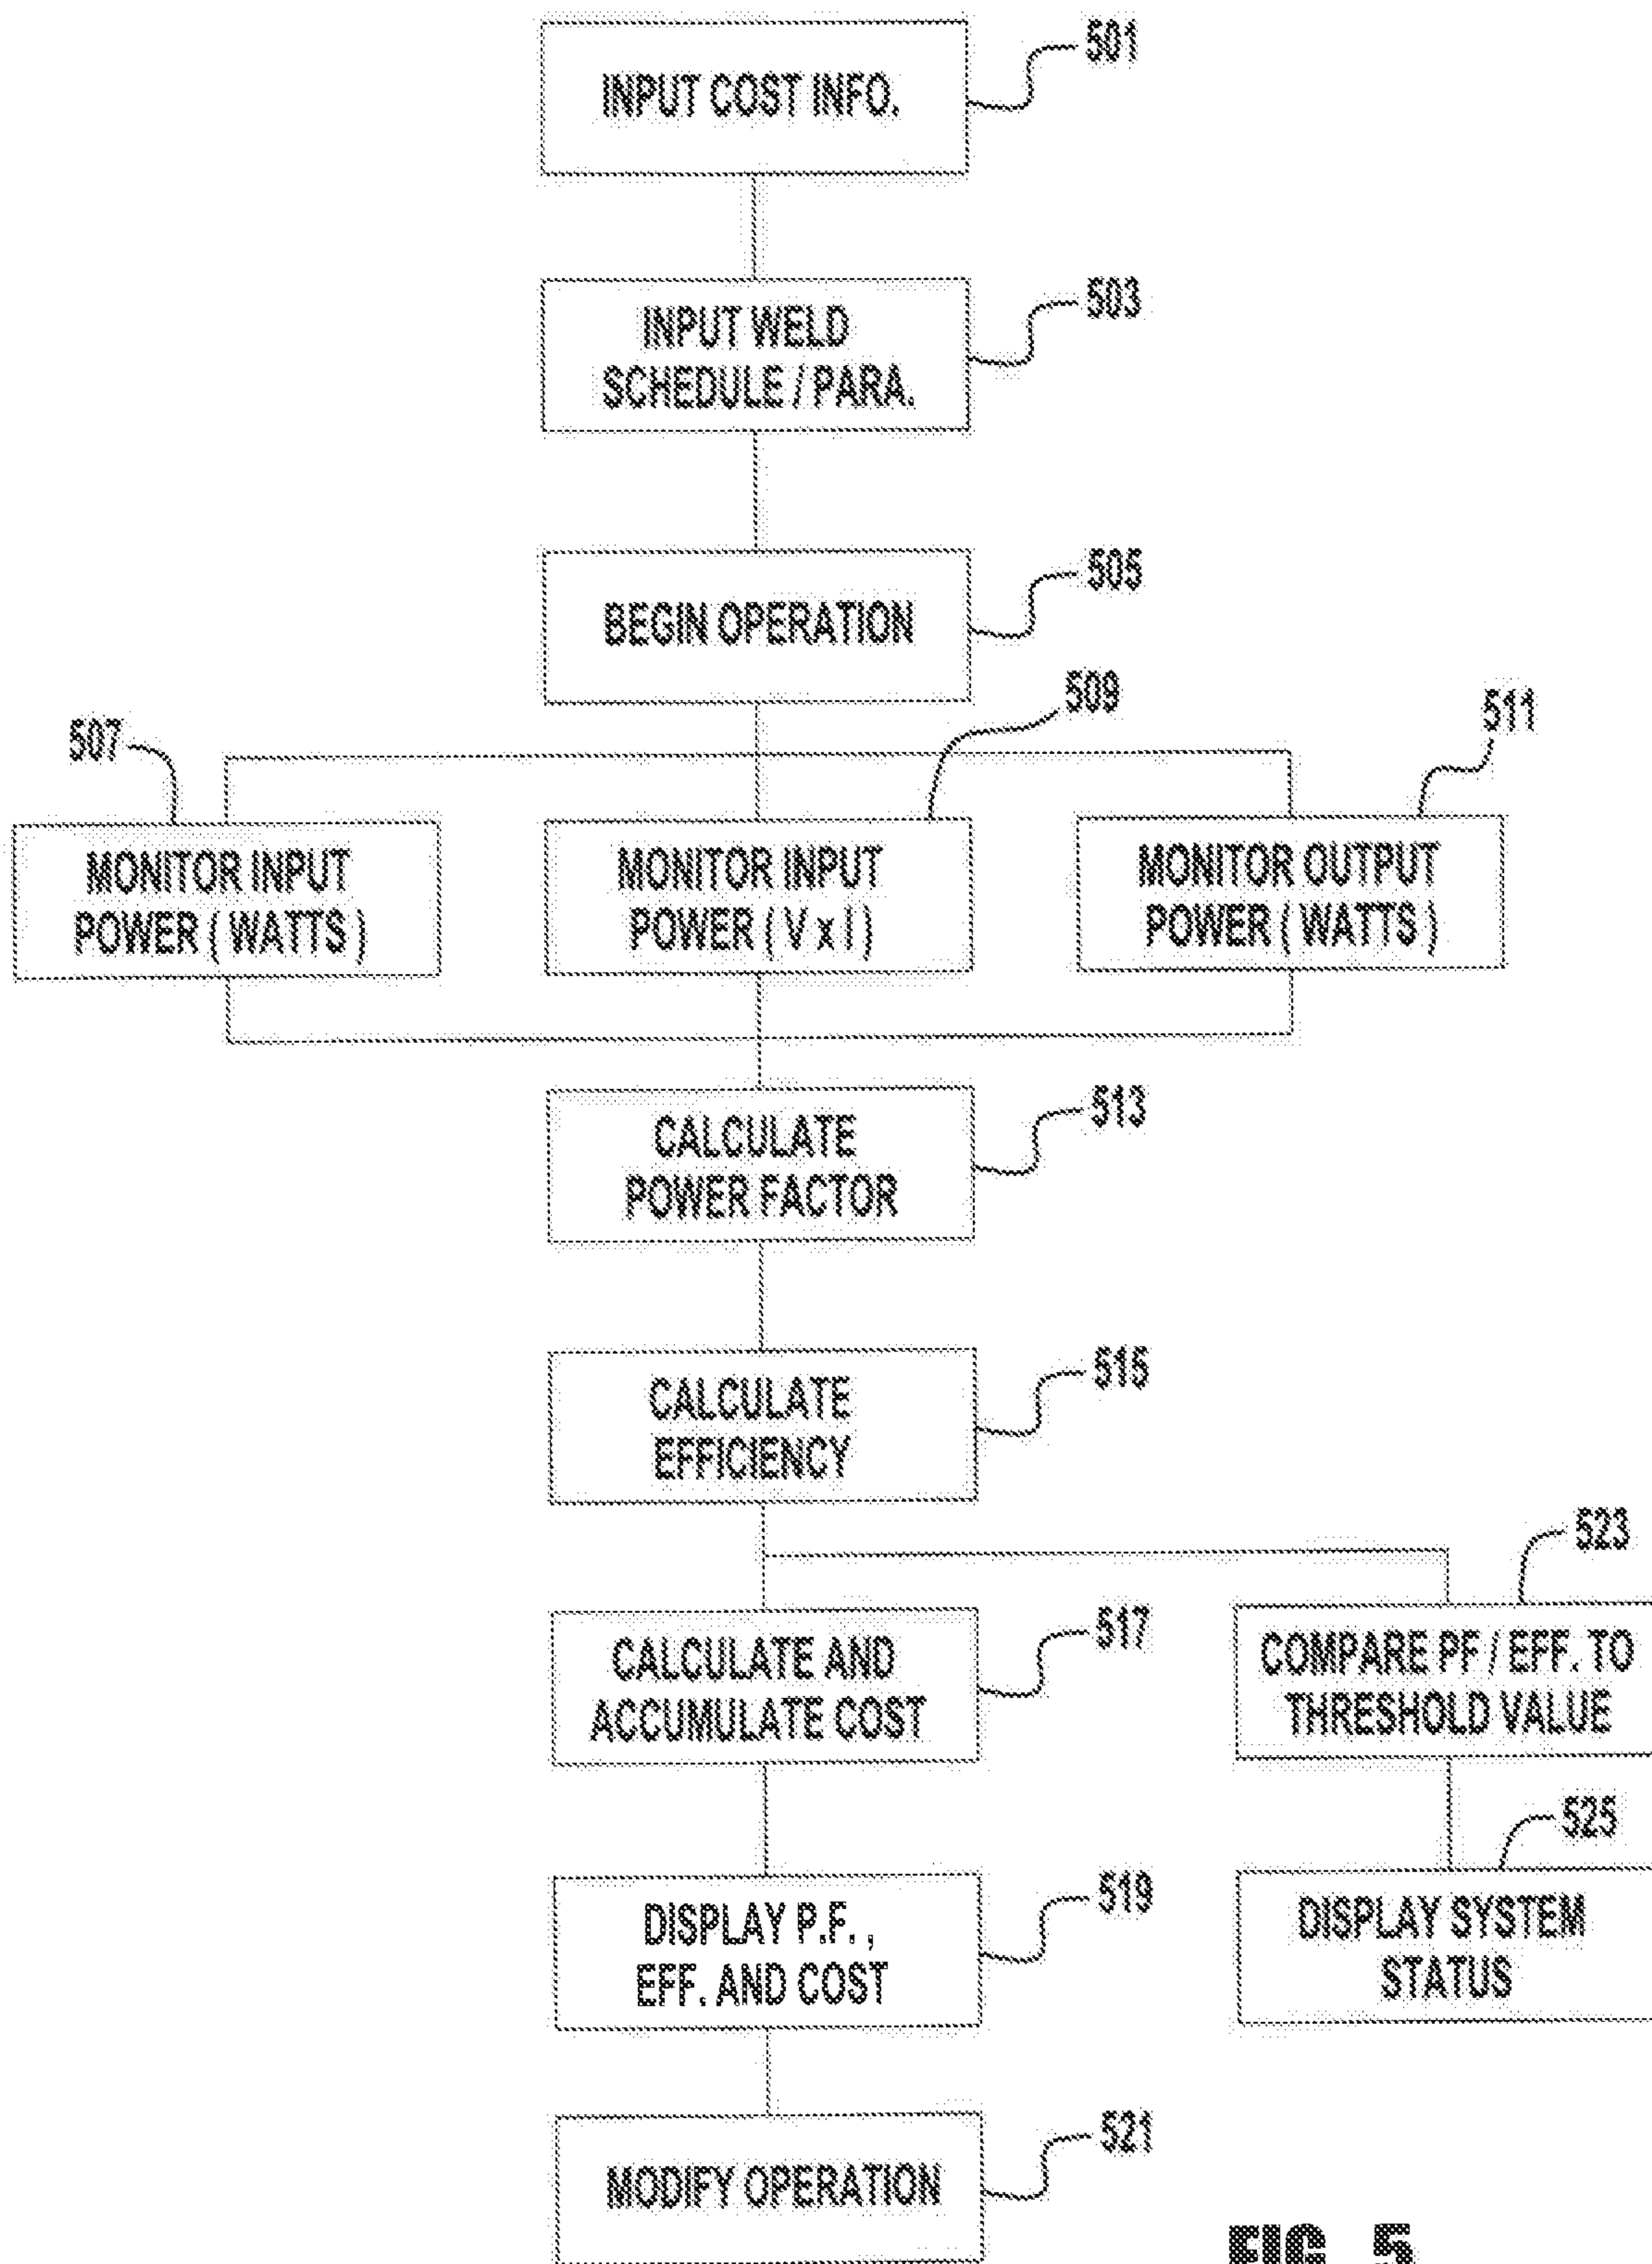 501
INPUT COST INFO.
503
INPUT WELD
SCHEDULE / PARA.
505
BEGIN OPERATION
507
509
511
MONITOR INPUT
POWER ( WATTS )
MONITOR INPUT
POWER ( V x I )
MONITOR OUTPUT
POWER ( WATTS )
513
CALCULATE
POWER FACTOR
515
CALCULATE
EFFICIENCY
517
CALCULATE AND
ACCUMULATE COST
523
COMPARE PF / EFF. TO
THRESHOLD VALUE
519
DISPLAY P.F. ,
EFF. AND COST
525
DISPLAY SYSTEM
STATUS
521
MODIFY OPERATION
FIG. 5